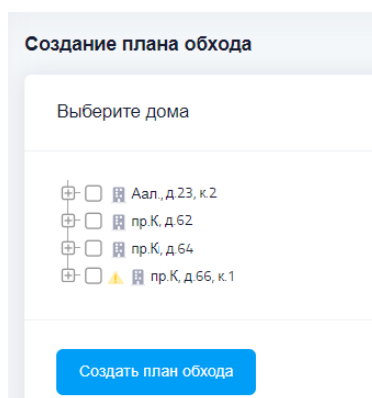 Создание плана обхода
Выберите дома
Аал., д.23, к.2
пр.К, д.62
пр.К, д.64
пр.К, д.66, к.1
Создать план обхода